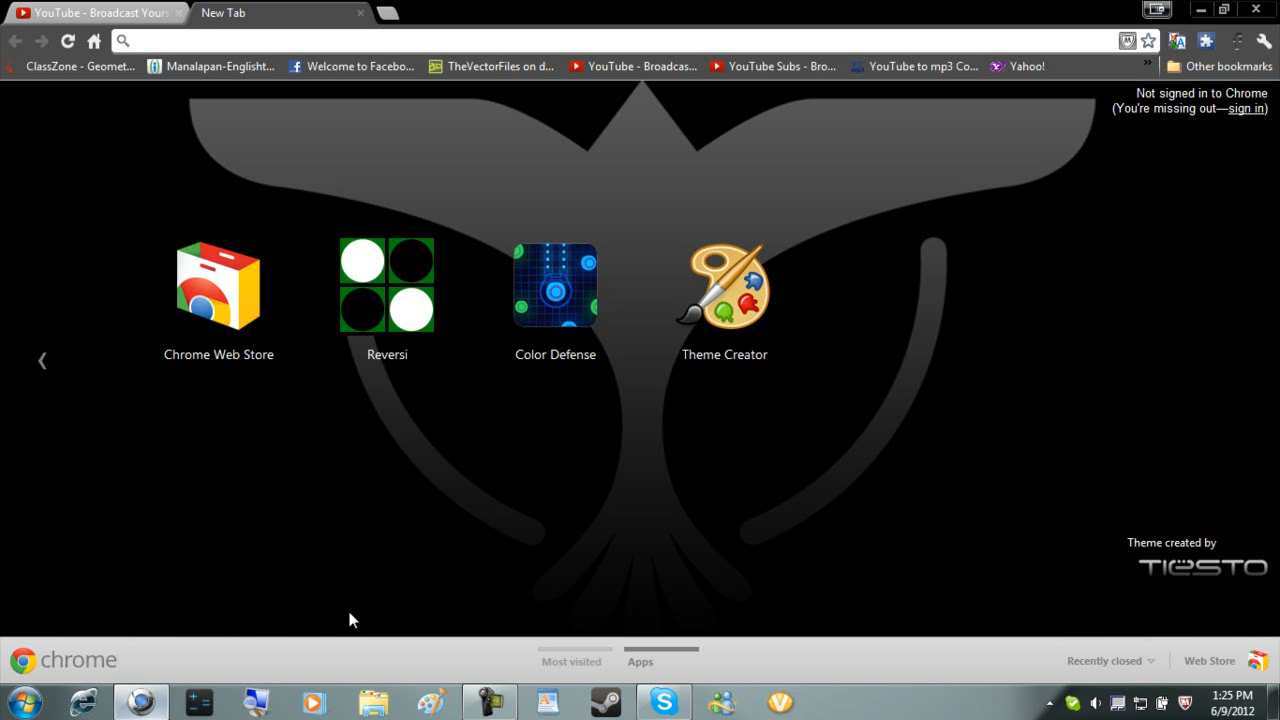 YouTube - Broadcast Yours
New Tab
ClassZone - Geomet...
Manalapan-Englisht...
Welcome to Facebo...
TheVectorFiles on d...
YouTube - Broadcas...
YouTube Subs - Bro...
YouTube to mp3 Co...
Yahoo!
Other bookmarks
Not signed in to Chrome
(You're missing out—sign in)
Chrome Web Store
Reversi
Color Defense
Theme Creator
Theme created by
TIËSTO
chrome
Most visited
Apps
Recently closed
Web Store
1:25 PM
6/9/2012